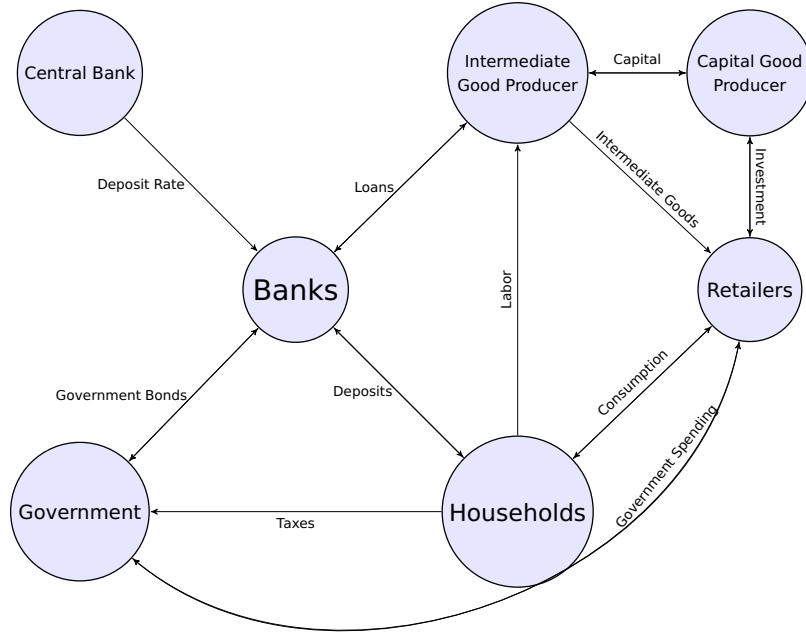 Central Bank
Intermediate
Good Producer
Capital
Capital Good
Producer
Deposit Rate
Loans
Intermediate Goods
Investment
Banks
Labor
Retailers
Government Bonds
Deposits
Consumption
Government Spending
Government
Taxes
Households